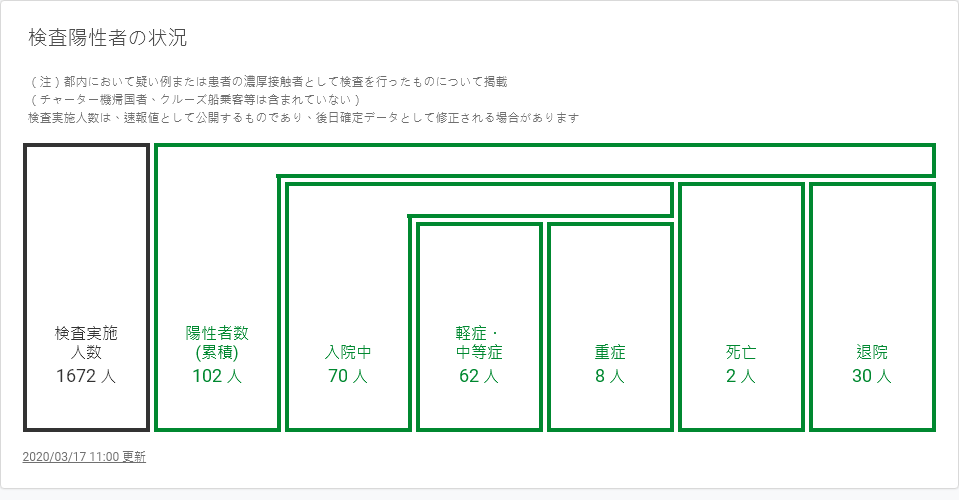 検査陽性者の状況
（注）都内において疑い例または患者の濃厚接触者として検査を行ったものについて掲載
（チャーター機帰国者、クルーズ船乗客等は含まれていない）
検査実施人数は、速報値として公開するものであり、後日確定データとして修正される場合があります
検査実施
人数
1672 人
陽性者数
(累積)
102 人
入院中
70 人
軽症・
中等症
62 人
重症
8 人
死亡
2 人
退院
30 人
2020/03/17 11:00 更新